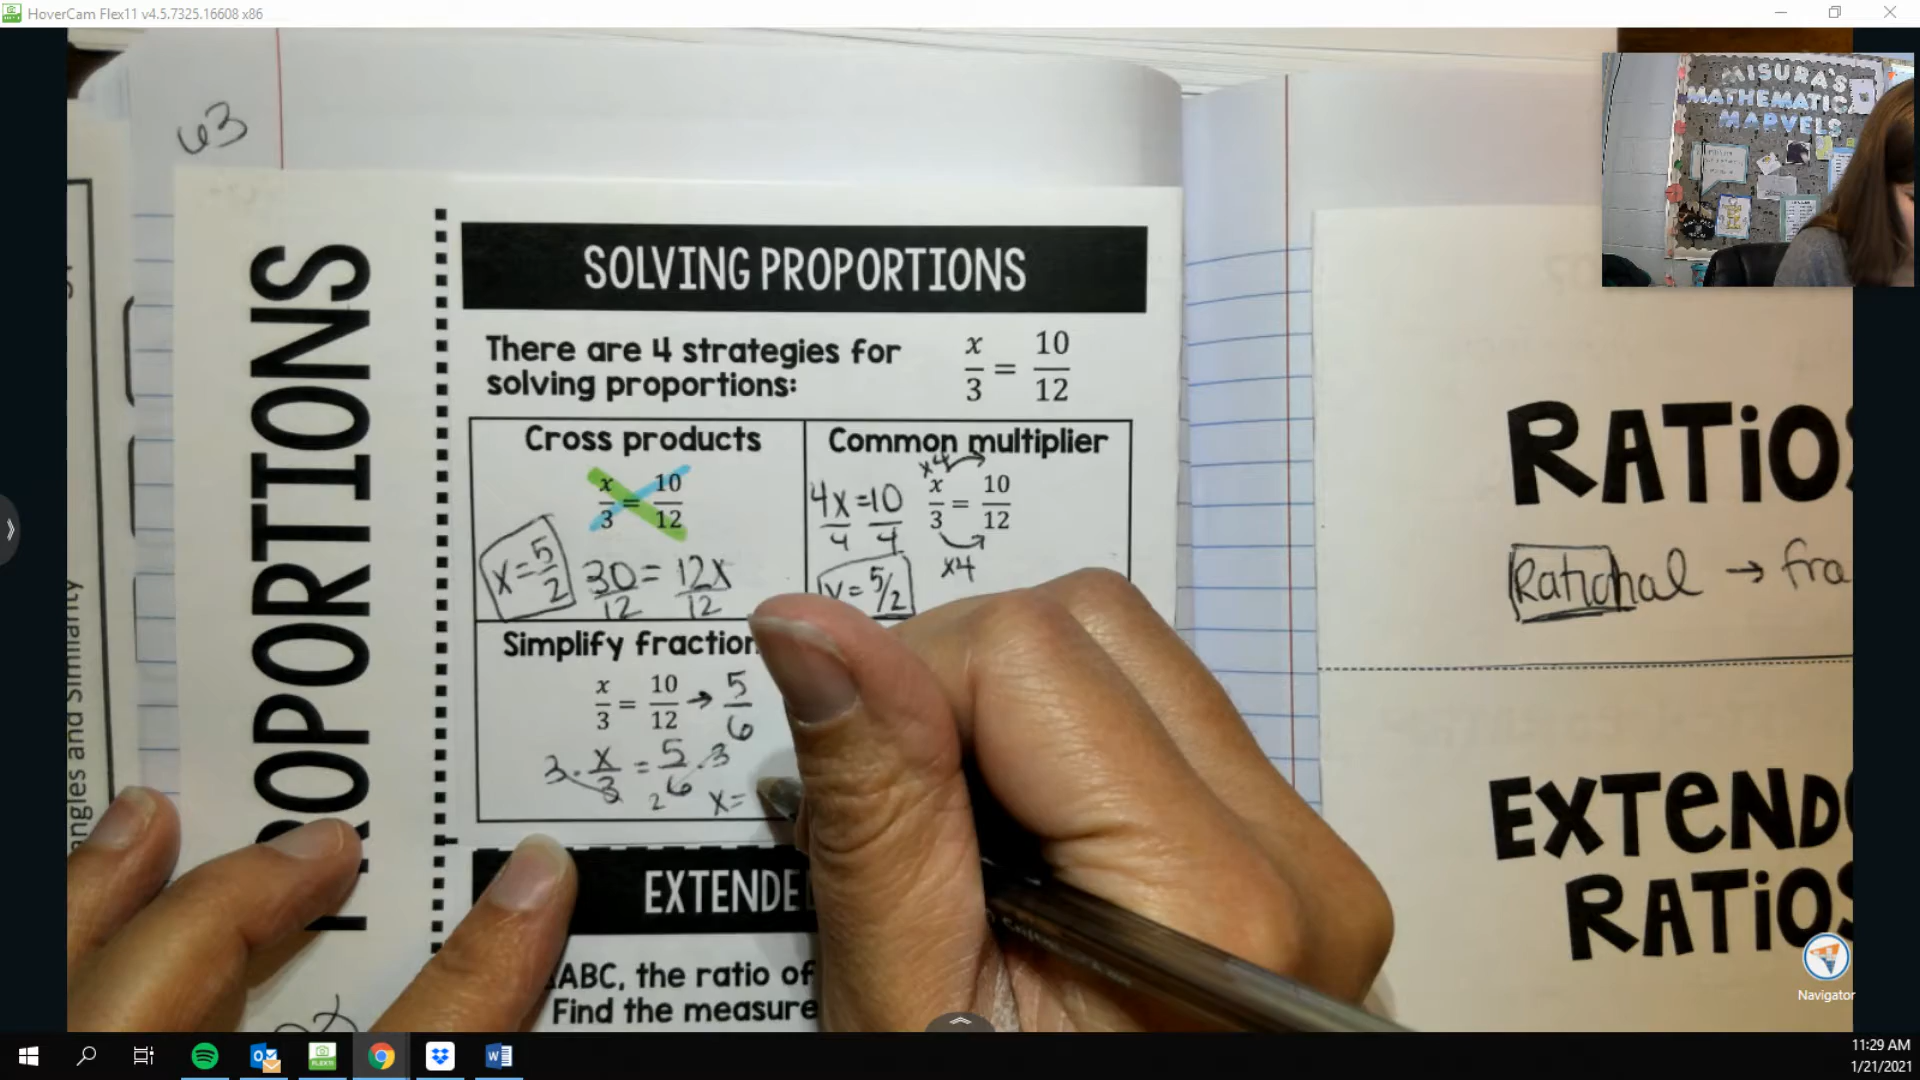 HoverCam Flex11 v4.5.7325.16608 x86
MISURA'S
MATHEMATIC
MARVELS
63
PROPORTIONS
angles and Similarity
SOLVING PROPORTIONS
There are 4 strategies for
solving proportions:
x/3 = 10/12
Cross products
x/3 = 10/12
30/12 = 12x/12
x = 5/2
Common multiplier
x4
4x/4 = 10/4
x/3 = 10/12
x4
x = 5/2
Simplify fraction
x/3 = 10/12 → 5/6
3 · x/3 = 5/6 · 3
2
x =
EXTENDE
ABC, the ratio of
Find the measure
RATIOS
Rational → fra
EXTENDE
RATIOS
Navigator
11:29 AM
1/21/2021